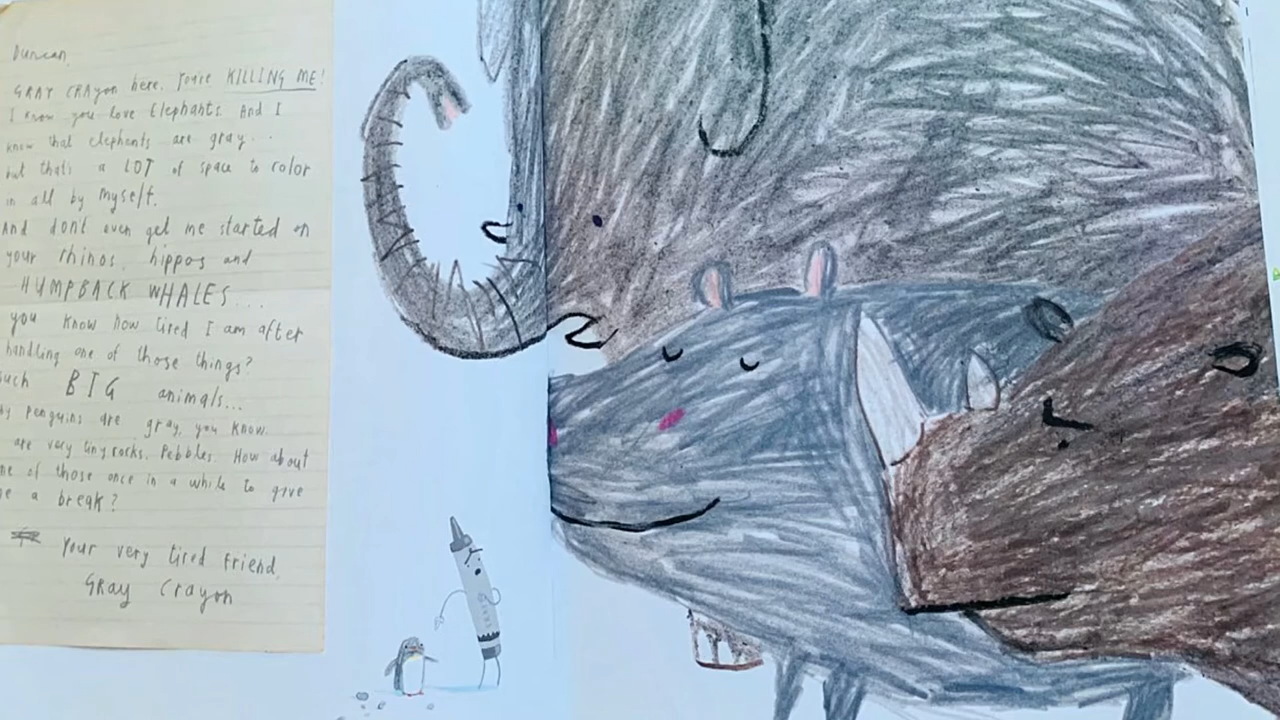 Duncan,
GRAY CRAYON here. You're KILLING ME!
I know you love Elephants. And I
know that elephants are gray...
but that's a LOT of space to color
in all by myself.
And don't even get me started on
your rhinos, hippos and
HUMPBACK WHALES...
you know how tired I am after
handling one of those things?
uch BIG animals...
by penguins are gray, you know.
are very tiny rocks. Pebbles. How about
ne of those once in a while to give
e a break?
Your very tired friend,
Gray Crayon